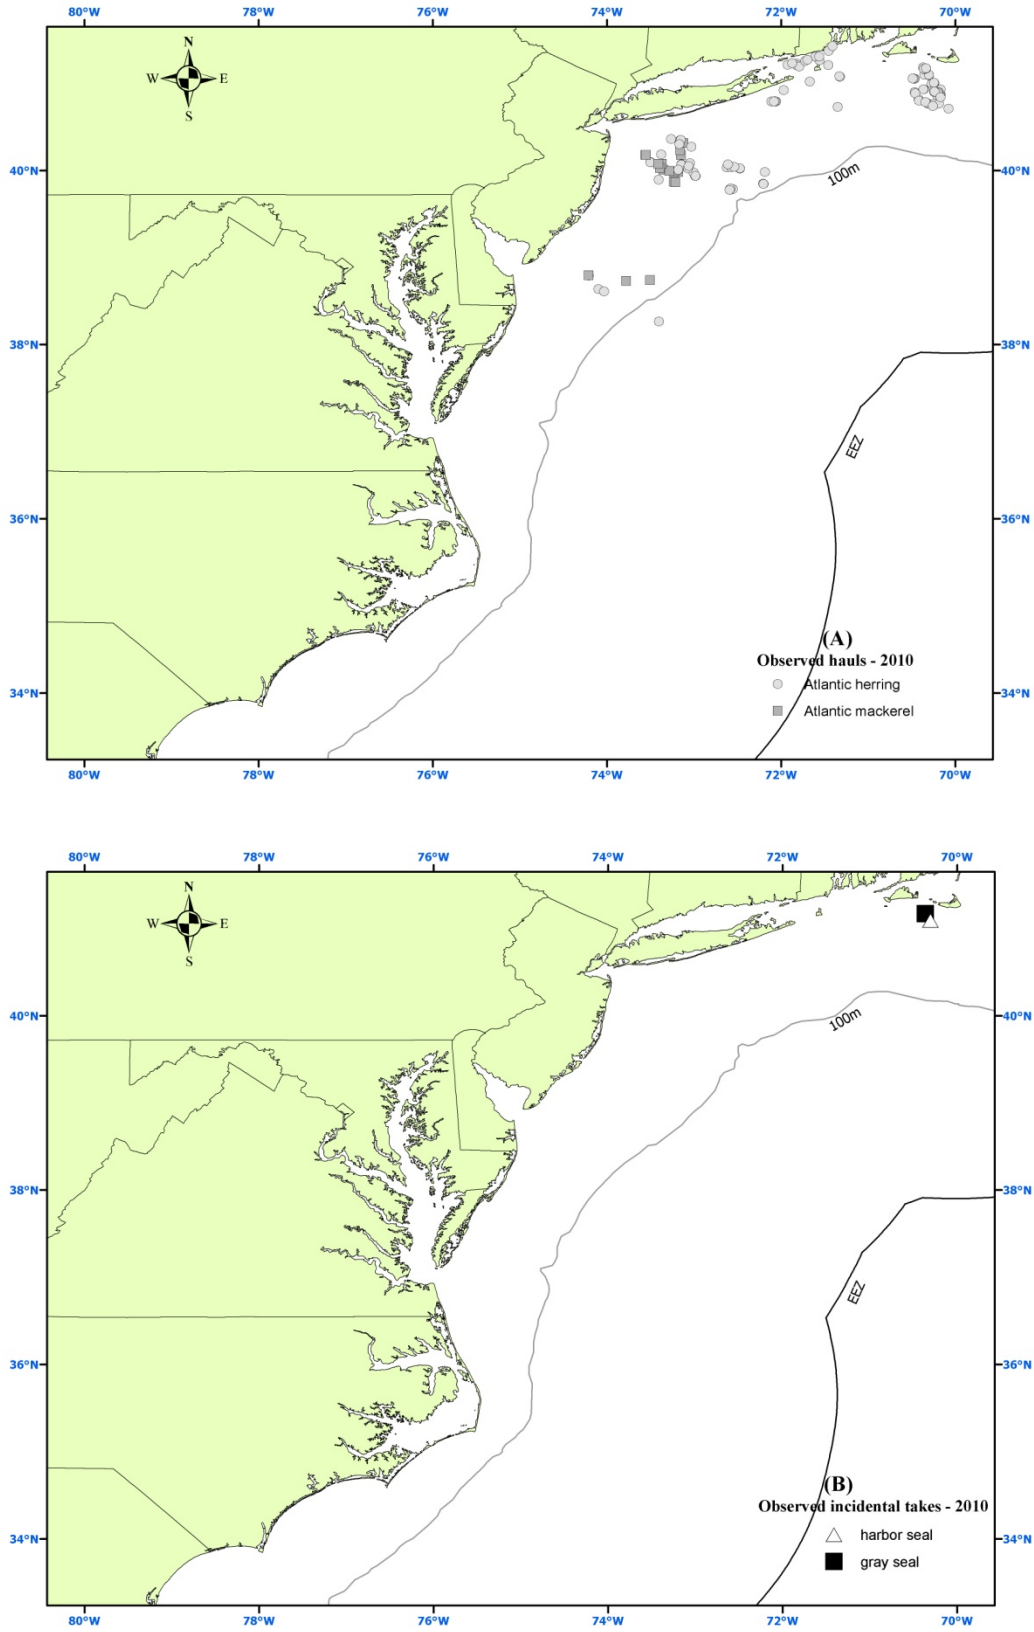 80°W 78°W 76°W 74°W 72°W 70°W
N
W E
S
40°N 40°N
100m
38°N 38°N
EEZ
36°N 36°N
(A)
Observed hauls - 2010
Atlantic herring
34°N 34°N
Atlantic mackerel
80°W 78°W 76°W 74°W 72°W 70°W
80°W 78°W 76°W 74°W 72°W 70°W
N
W E
S
40°N 40°N
100m
38°N 38°N
EEZ
36°N 36°N
(B)
Observed incidental takes - 2010
harbor seal
34°N 34°N
gray seal
80°W 78°W 76°W 74°W 72°W 70°W